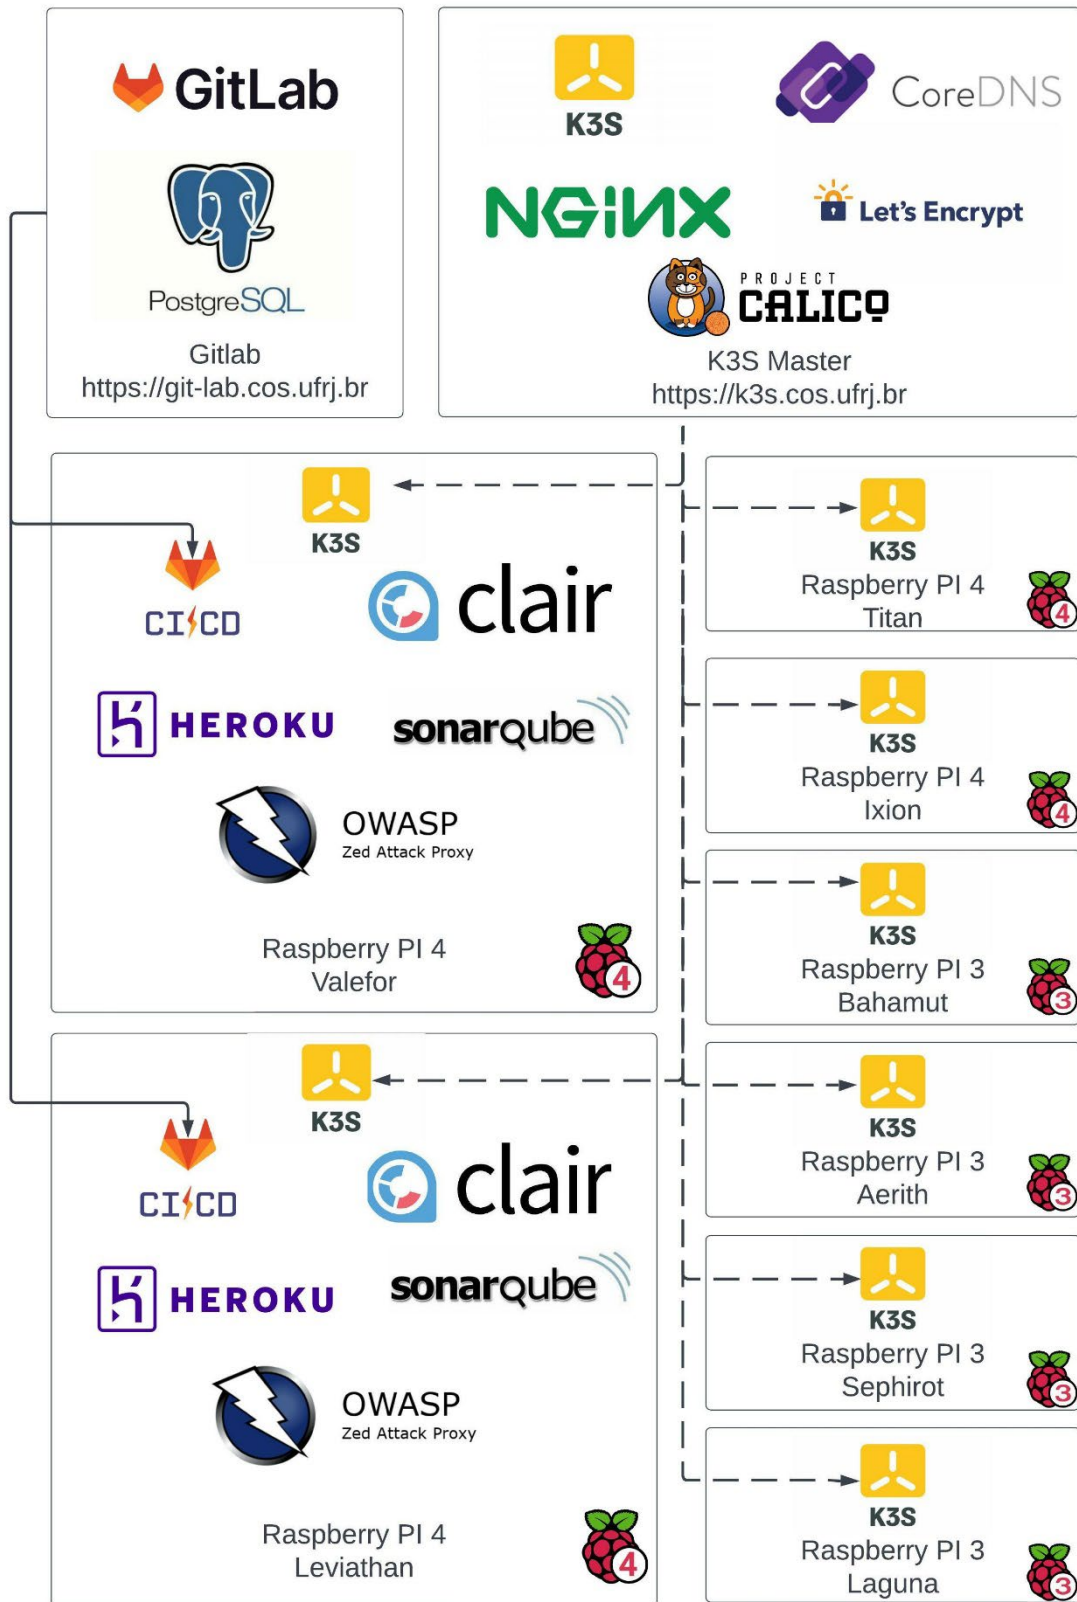 GitLab
PostgreSQL
Gitlab
https://git-lab.cos.ufrj.br
K3S
CoreDNS
NGINX
Let's Encrypt
PROJECT
CALICO
K3S Master
https://k3s.cos.ufrj.br
K3S
CI/CD
clair
HEROKU
sonarqube
OWASP
Zed Attack Proxy
Raspberry PI 4
Valefor
4
K3S
CI/CD
clair
HEROKU
sonarqube
OWASP
Zed Attack Proxy
Raspberry PI 4
Leviathan
4
K3S
Raspberry PI 4
Titan
4
K3S
Raspberry PI 4
Ixion
4
K3S
Raspberry PI 3
Bahamut
3
K3S
Raspberry PI 3
Aerith
3
K3S
Raspberry PI 3
Sephirot
3
K3S
Raspberry PI 3
Laguna
3